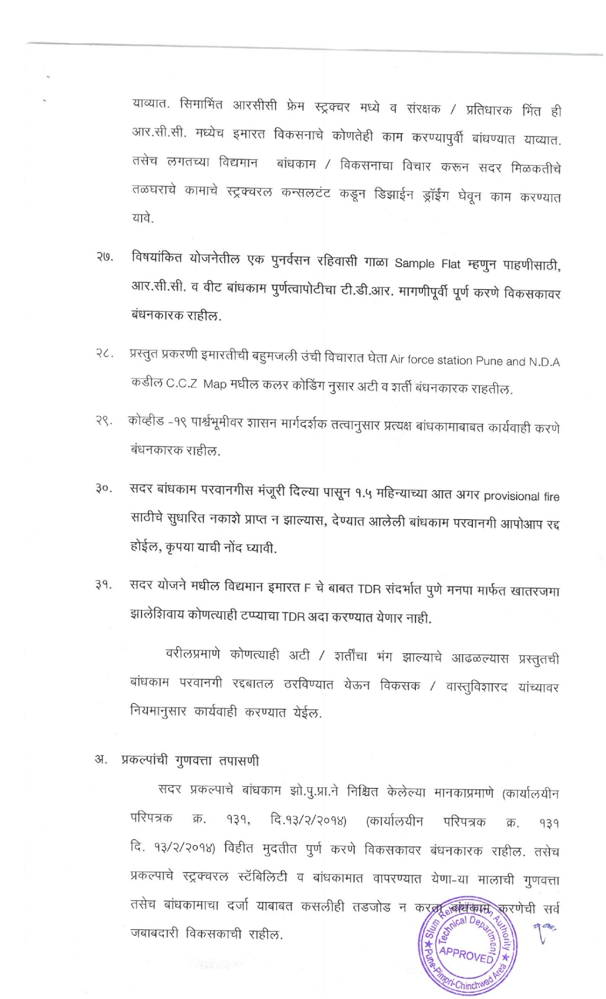 याव्यात. सिमाभिंत आरसीसी फ्रेम स्ट्रक्चर मध्ये व संरक्षक / प्रतिधारक भिंत ही
आर.सी.सी. मध्येच इमारत विकसनाचे कोणतेही काम करण्यापुर्वी बांधण्यात याव्यात.
तसेच लगतच्या विद्यमान बांधकाम / विकसनाचा विचार करून सदर मिळकतीचे
तळघराचे कामाचे स्ट्रक्चरल कन्सलटंट कडून डिझाईन ड्रॉईंग घेवून काम करण्यात
यावे.
२७. विषयांकित योजनेतील एक पुनर्वसन रहिवासी गाळा Sample Flat म्हणुन पाहणीसाठी,
आर.सी.सी. व वीट बांधकाम पुर्णत्वापोटीचा टी.डी.आर. मागणीपूर्वी पूर्ण करणे विकसकावर
बंधनकारक राहील.
२८. प्रस्तुत प्रकरणी इमारतीची बहुमजली उंची विचारात घेता Air force station Pune and N.D.A
कडील C.C.Z Map मधील कलर कोडिंग नुसार अटी व शर्ती बंधनकारक राहतील.
२९. कोव्हीड -१९ पार्श्वभूमीवर शासन मार्गदर्शक तत्वानुसार प्रत्यक्ष बांधकामाबाबत कार्यवाही करणे
बंधनकारक राहील.
३०. सदर बांधकाम परवानगीस मंजूरी दिल्या पासून १.५ महिन्याच्या आत अगर provisional fire
साठीचे सुधारित नकाशे प्राप्त न झाल्यास, देण्यात आलेली बांधकाम परवानगी आपोआप रद्द
होईल, कृपया याची नोंद घ्यावी.
३१. सदर योजने मधील विद्यमान इमारत F चे बाबत TDR संदर्भात पुणे मनपा मार्फत खातरजमा
झालेशिवाय कोणत्याही टप्प्याचा TDR अदा करण्यात येणार नाही.
वरीलप्रमाणे कोणत्याही अटी / शर्तींचा भंग झाल्याचे आढळल्यास प्रस्तुतची
बांधकाम परवानगी रद्दबातल ठरविण्यात येऊन विकसक / वास्तुविशारद यांच्यावर
नियमानुसार कार्यवाही करण्यात येईल.
अ. प्रकल्पांची गुणवत्ता तपासणी
सदर प्रकल्पाचे बांधकाम झो.पु.प्रा.ने निश्चित केलेल्या मानकाप्रमाणे (कार्यालयीन
परिपत्रक क्र. १३१, दि.१३/२/२०१४) (कार्यालयीन परिपत्रक क्र. १३१
दि. १३/२/२०१४) विहीत मुदतीत पुर्ण करणे विकसकावर बंधनकारक राहील. तसेच
प्रकल्पाचे स्ट्रक्चरल स्टॅबिलिटी व बांधकामात वापरण्यात येणा-या मालाची गुणवत्ता
तसेच बांधकामाचा दर्जा याबाबत कसलीही तडजोड न करता बांधकाम करणेची सर्व
जबाबदारी विकसकाची राहील.
Slum Rehabilitation Authority
Technical Department
APPROVED
Pune-Pimpri-Chinchwad Area